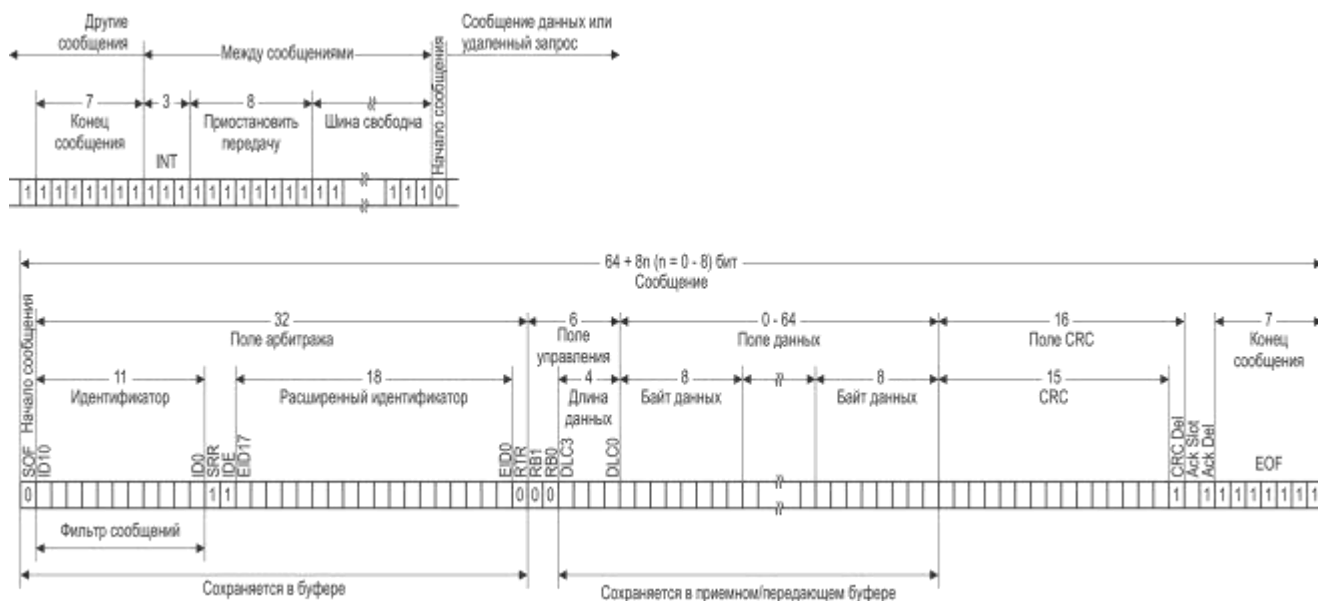 Другие
сообщения
Между сообщениями
Начало сообщения
Сообщение данных или
удаленный запрос
7
Конец
сообщения
3
INT
8
Приостановить
передачу
Шина свободна
1 1 1 1 1 1 1 1 1 1 1 1 1 1 1 1 1 1 1 1 1 1 1 1 0
64 + 8n (n = 0 - 8) бит
Сообщение
Начало сообщения
32
Поле арбитража
6
Поле
управления
0 - 64
Поле данных
16
Поле CRC
7
Конец
сообщения
11
Идентификатор
18
Расширенный идентификатор
4
Длина
данных
8
Байт данных
8
Байт данных
15
CRC
SOF
ID10
ID0
SRR
IDE
EID17
EID0
RTR
RB1
RB0
DLC3
DLC0
CRC Del
Ack Slot
Ack Del
EOF
0 1 1 0 0 0 1 1 1 1 1 1 1 1 1
Фильтр сообщений
Сохраняется в буфере
Сохраняется в приемном/передающем буфере